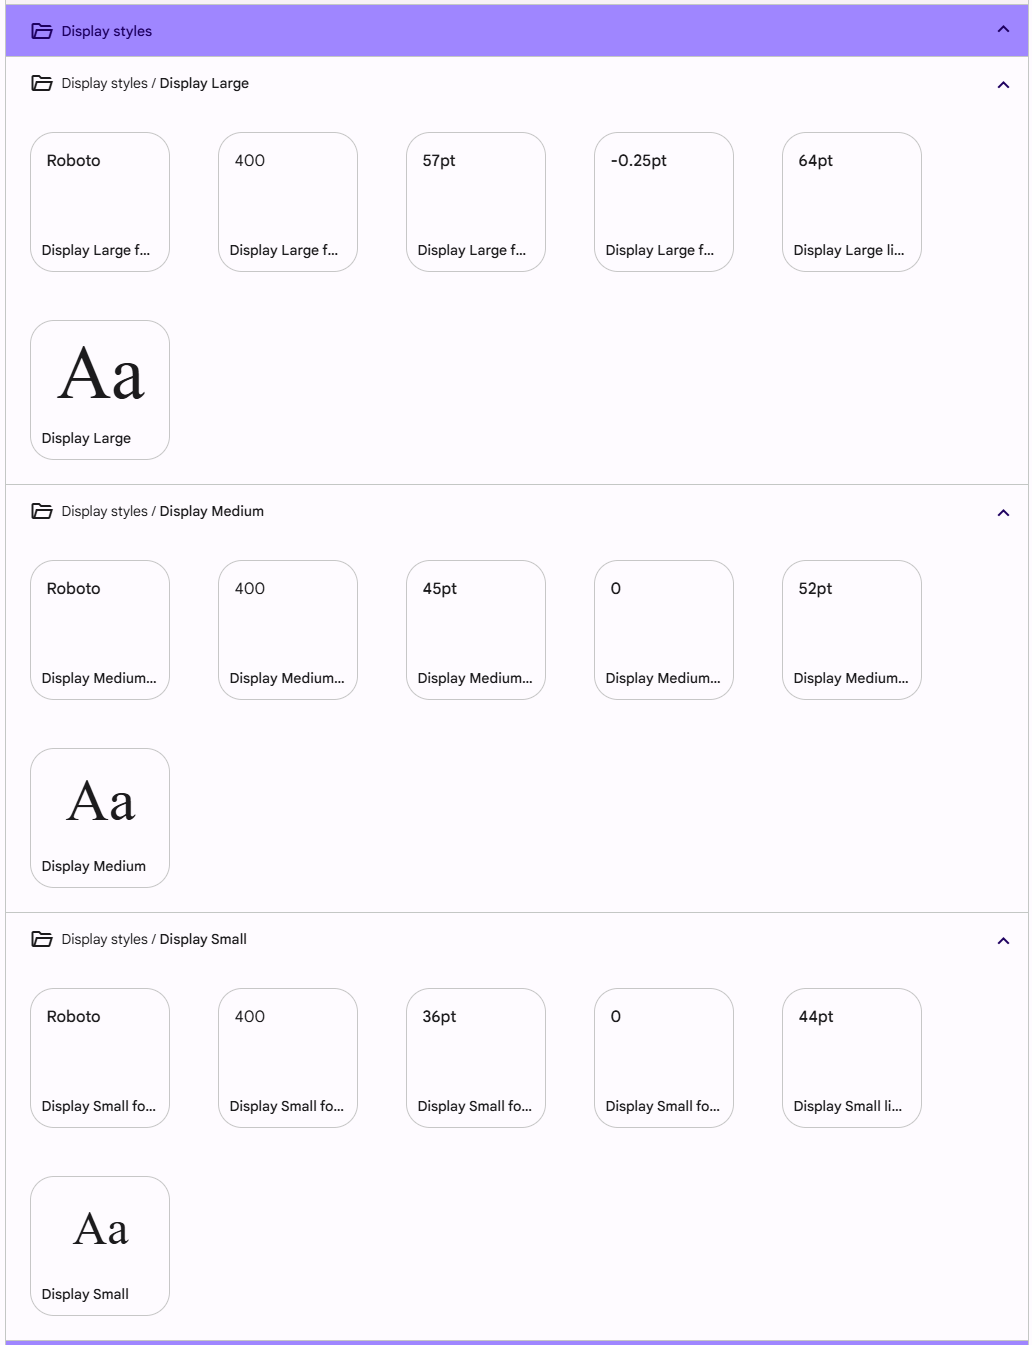 Display styles
Display styles / Display Large
Roboto
400
57pt
-0.25pt
64pt
Display Large f...
Display Large f...
Display Large f...
Display Large f...
Display Large li...
Aa
Display Large
Display styles / Display Medium
Roboto
400
45pt
0
52pt
Display Medium...
Display Medium...
Display Medium...
Display Medium...
Display Medium...
Aa
Display Medium
Display styles / Display Small
Roboto
400
36pt
0
44pt
Display Small fo...
Display Small fo...
Display Small fo...
Display Small fo...
Display Small li...
Aa
Display Small